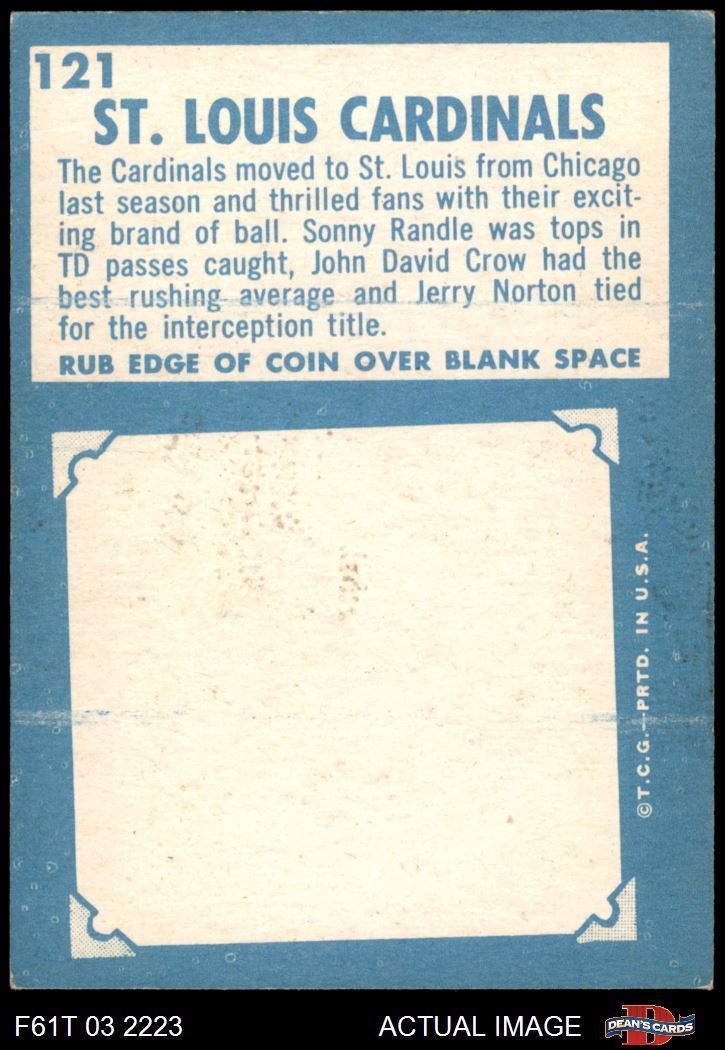 121
ST. LOUIS CARDINALS
The Cardinals moved to St. Louis from Chicago
last season and thrilled fans with their excit-
ing brand of ball. Sonny Randle was tops in
TD passes caught, John David Crow had the
best rushing average and Jerry Norton tied
for the interception title.
RUB EDGE OF COIN OVER BLANK SPACE
©T.C.G.—PRTD. IN U.S.A.
F61T 03 2223
ACTUAL IMAGE
DEAN'S CARDS